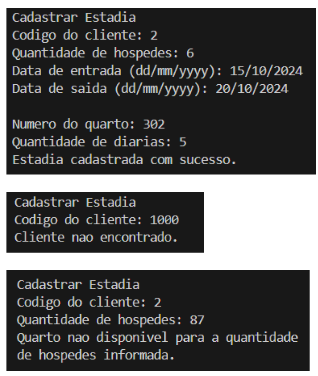 Cadastrar Estadia
Codigo do cliente: 2
Quantidade de hospedes: 6
Data de entrada (dd/mm/yyyy): 15/10/2024
Data de saida (dd/mm/yyyy): 20/10/2024
Numero do quarto: 302
Quantidade de diarias: 5
Estadia cadastrada com sucesso.
Cadastrar Estadia
Codigo do cliente: 1000
Cliente nao encontrado.
Cadastrar Estadia
Codigo do cliente: 2
Quantidade de hospedes: 87
Quarto nao disponivel para a quantidade
de hospedes informada.